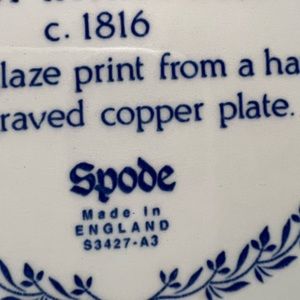 c. 1816
laze print from a ha
raved copper plate.
Spode
Made in
ENGLAND
S3427-A3